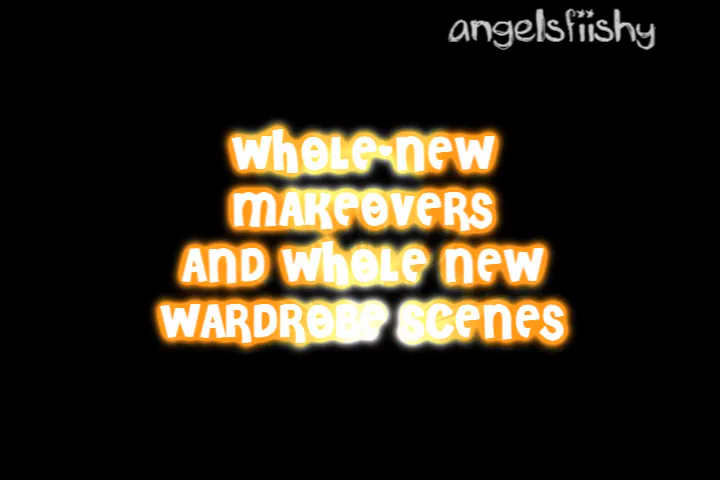 angelsfiishy
WHOLE-NEW
MAKEOVERS
AND WHOLE NEW
WARDROBE SCENES